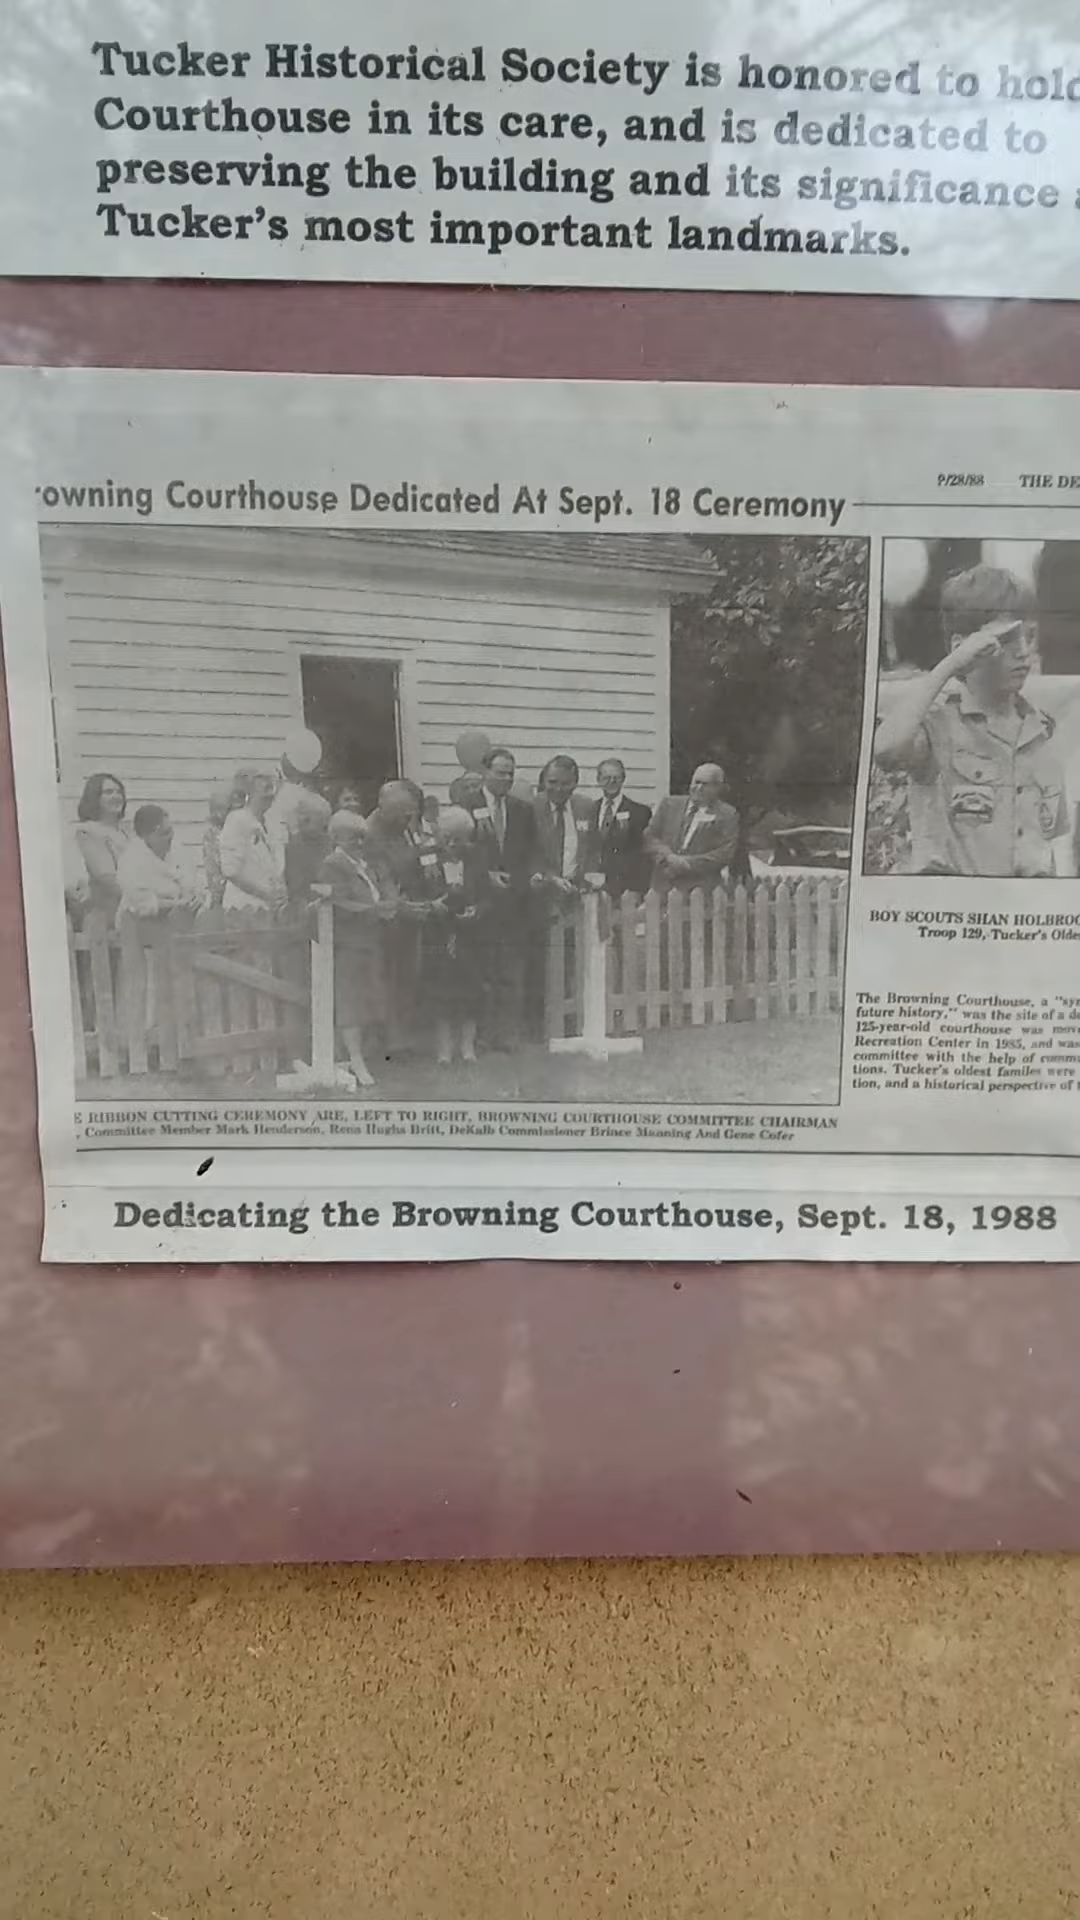 Tucker Historical Society is honored to hold
Courthouse in its care, and is dedicated to
preserving the building and its significance
Tucker's most important landmarks.
9/28/88 THE DE
rowning Courthouse Dedicated At Sept. 18 Ceremony
BOY SCOUTS SHAN HOLBROO
Troop 129, Tucker's Olde
The Browning Courthouse, a "sy
future history," was the site of a d
125-year-old courthouse was mov
Recreation Center in 1985, and was
committee with the help of commu
tions. Tucker's oldest familes were
tion, and a historical perspective of
E RIBBON CUTTING CEREMONY ARE, LEFT TO RIGHT, BROWNING COURTHOUSE COMMITTEE CHAIRMAN
, Committee Member Mark Henderson, Rena Hughs Britt, DeKalb Commissioner Brince Manning And Gene Cofer
Dedicating the Browning Courthouse, Sept. 18, 1988